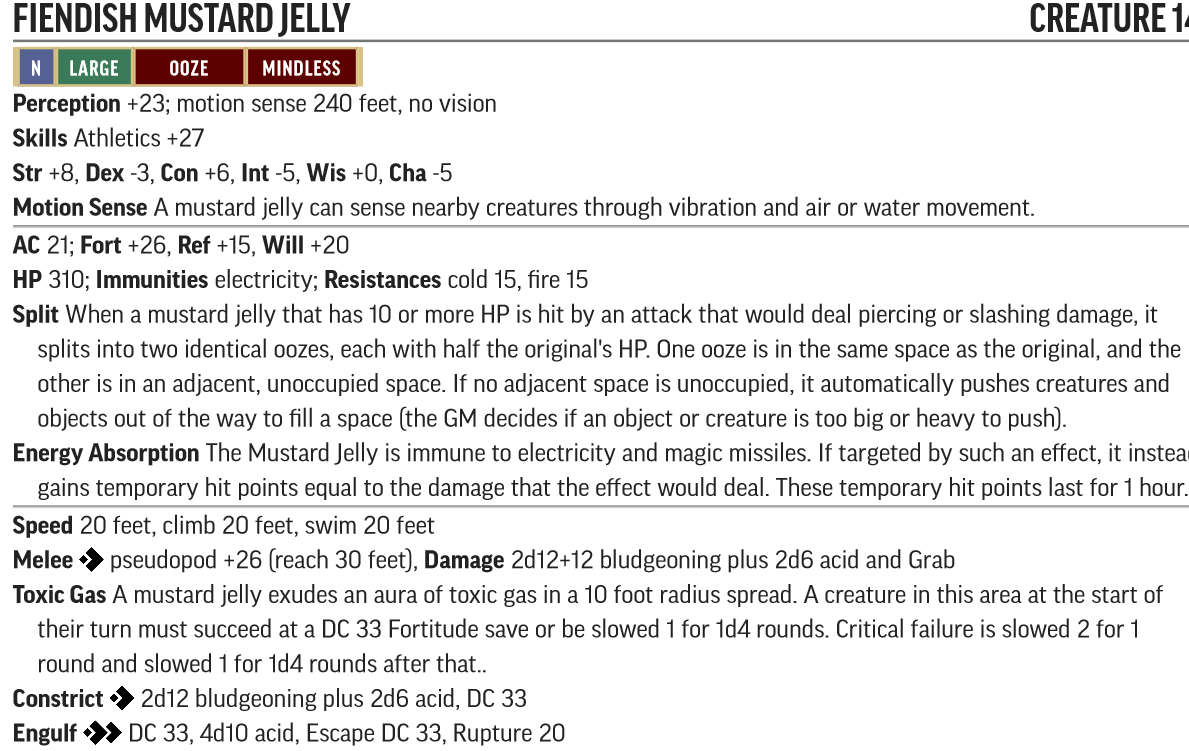 FIENDISH MUSTARD JELLY CREATURE 14
N LARGE OOZE MINDLESS
Perception +23; motion sense 240 feet, no vision
Skills Athletics +27
Str +8, Dex -3, Con +6, Int -5, Wis +0, Cha -5
Motion Sense A mustard jelly can sense nearby creatures through vibration and air or water movement.
AC 21; Fort +26, Ref +15, Will +20
HP 310; Immunities electricity; Resistances cold 15, fire 15
Split When a mustard jelly that has 10 or more HP is hit by an attack that would deal piercing or slashing damage, it
splits into two identical oozes, each with half the original's HP. One ooze is in the same space as the original, and the
other is in an adjacent, unoccupied space. If no adjacent space is unoccupied, it automatically pushes creatures and
objects out of the way to fill a space (the GM decides if an object or creature is too big or heavy to push).
Energy Absorption The Mustard Jelly is immune to electricity and magic missiles. If targeted by such an effect, it instea
gains temporary hit points equal to the damage that the effect would deal. These temporary hit points last for 1 hour.
Speed 20 feet, climb 20 feet, swim 20 feet
Melee pseudopod +26 (reach 30 feet), Damage 2d12+12 bludgeoning plus 2d6 acid and Grab
Toxic Gas A mustard jelly exudes an aura of toxic gas in a 10 foot radius spread. A creature in this area at the start of
their turn must succeed at a DC 33 Fortitude save or be slowed 1 for 1d4 rounds. Critical failure is slowed 2 for 1
round and slowed 1 for 1d4 rounds after that..
Constrict 2d12 bludgeoning plus 2d6 acid, DC 33
Engulf DC 33, 4d10 acid, Escape DC 33, Rupture 20